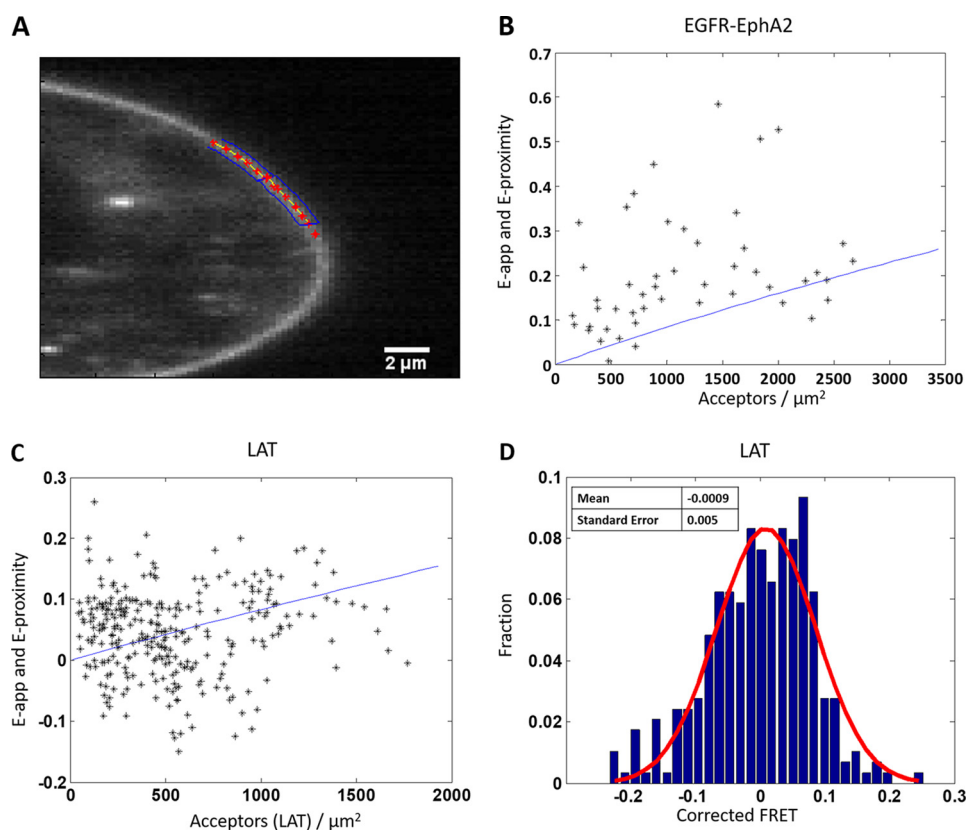 A
2 µm
B
EGFR-EphA2
E-app and E-proximity
0.7
0.6
0.5
0.4
0.3
0.2
0.1
0
0 500 1000 1500 2000 2500 3000 3500
Acceptors / µm²
C
LAT
E-app and E-proximity
0.3
0.2
0.1
0
-0.1
-0.2
0 500 1000 1500 2000
Acceptors (LAT) / µm²
D
LAT
Mean -0.0009
Standard Error 0.005
Fraction
0.1
0.08
0.06
0.04
0.02
0
-0.2 -0.1 0 0.1 0.2 0.3
Corrected FRET